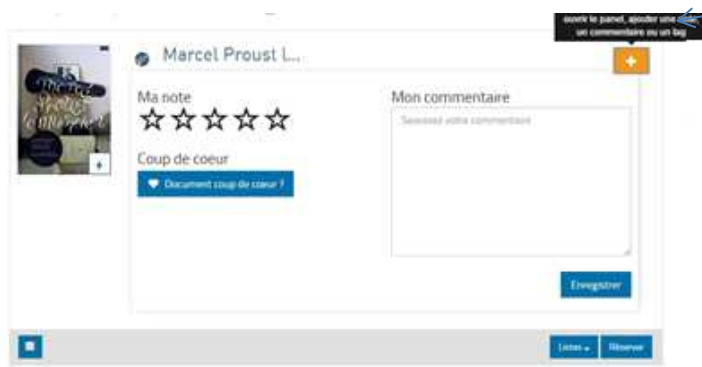 ouvrir le panel, ajouter une note,
un commentaire ou un tag
Marcel Proust L...
Ma note
Mon commentaire
Saisissez votre commentaire
Coup de coeur
Document coup de coeur ?
Enregistrer
Listes
Réserver